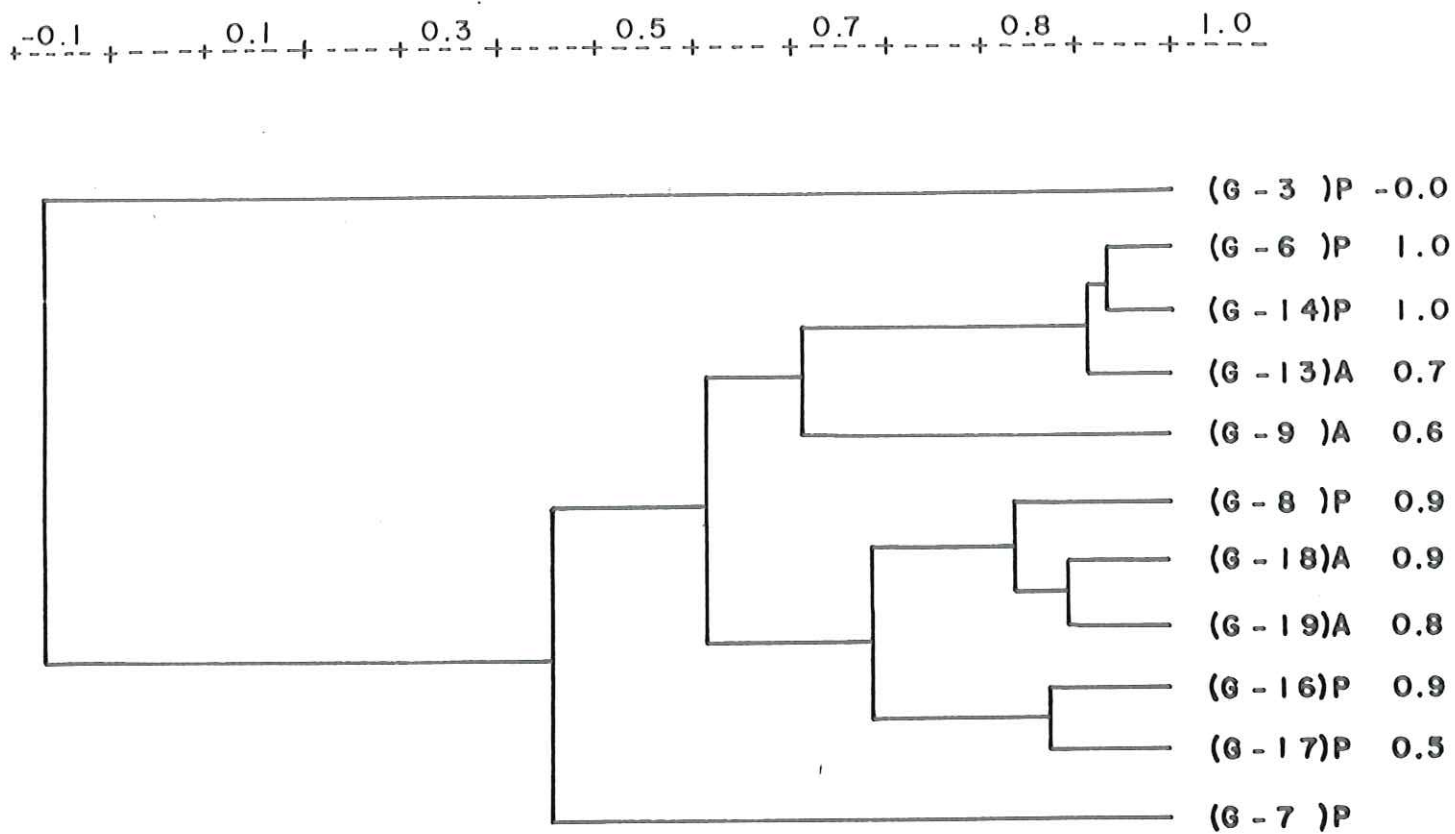 -0.1 0.1 0.3 0.5 0.7 0.8 1.0
+----+----+----+----+----+----+----+----+----+----+----+----+-----
(G-3 )P -0.0
(G-6 )P 1.0
(G-14)P 1.0
(G-13)A 0.7
(G-9 )A 0.6
(G-8 )P 0.9
(G-18)A 0.9
(G-19)A 0.8
(G-16)P 0.9
(G-17)P 0.5
(G-7 )P